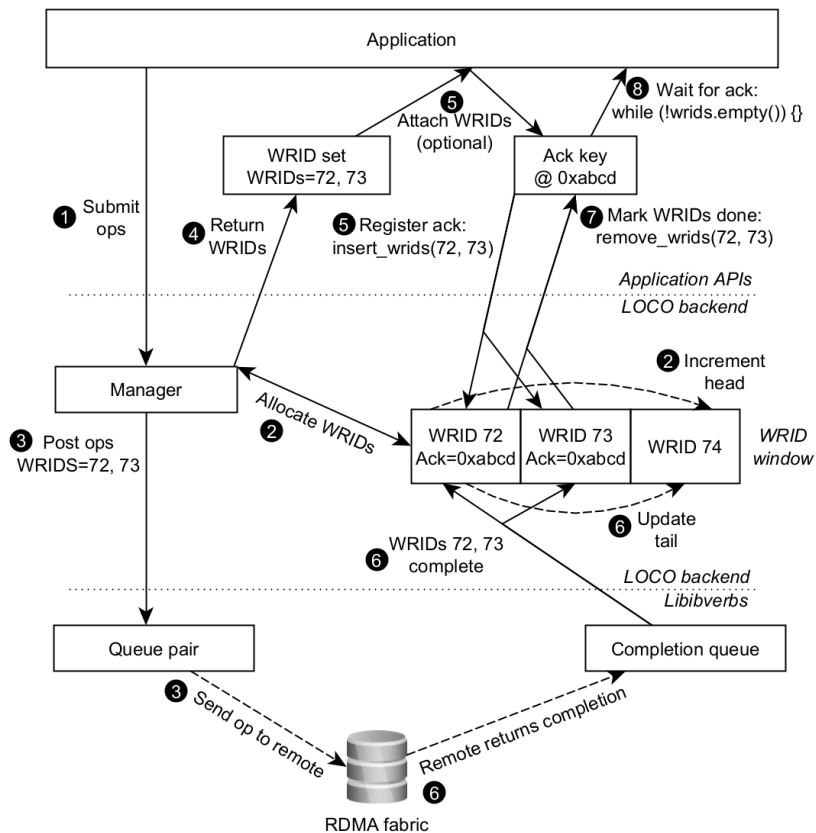 Application
8 Wait for ack:
while (!wrids.empty()) {}
5
Attach WRIDs
(optional)
WRID set
WRIDs=72, 73
Ack key
@ 0xabcd
1 Submit
ops
4 Return
WRIDs
5 Register ack:
insert_wrids(72, 73)
7 Mark WRIDs done:
remove_wrids(72, 73)
Application APIs
LOCO backend
Manager
2 Increment
head
Allocate WRIDs
2
3 Post ops
WRIDS=72, 73
WRID 72
Ack=0xabcd
WRID 73
Ack=0xabcd
WRID 74
WRID
window
6 Update
tail
6 WRIDs 72, 73
complete
LOCO backend
Libibverbs
Queue pair
Completion queue
3 Send op to remote
Remote returns completion
6
RDMA fabric